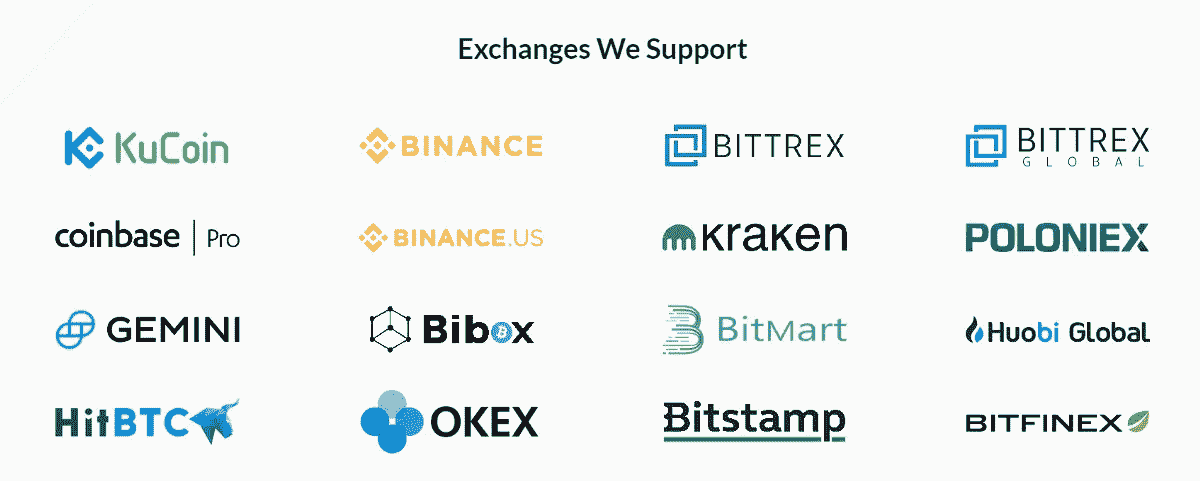 Exchanges We Support
KuCoin
BINANCE
BITTREX
BITTREX
GLOBAL
coinbase | Pro
BINANCE.US
kraken
POLONIEX
GEMINI
Bibox
BitMart
Huobi Global
HitBTC
OKEX
Bitstamp
BITFINEX